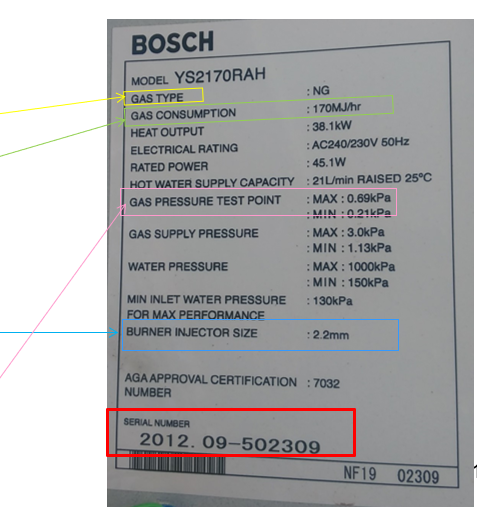 BOSCH
MODEL YS2170RAH
GAS TYPE : NG
GAS CONSUMPTION : 170MJ/hr
HEAT OUTPUT : 38.1kW
ELECTRICAL RATING : AC240/230V 50Hz
RATED POWER : 45.1W
HOT WATER SUPPLY CAPACITY : 21L/min RAISED 25°C
GAS PRESSURE TEST POINT : MAX : 0.69kPa
: MIN : 0.21kPa
GAS SUPPLY PRESSURE : MAX : 3.0kPa
: MIN : 1.13kPa
WATER PRESSURE : MAX : 1000kPa
: MIN : 150kPa
MIN INLET WATER PRESSURE : 130kPa
FOR MAX PERFORMANCE
BURNER INJECTOR SIZE : 2.2mm
AGA APPROVAL CERTIFICATION : 7032
NUMBER
SERIAL NUMBER
2012. 09-502309
NF19 02309